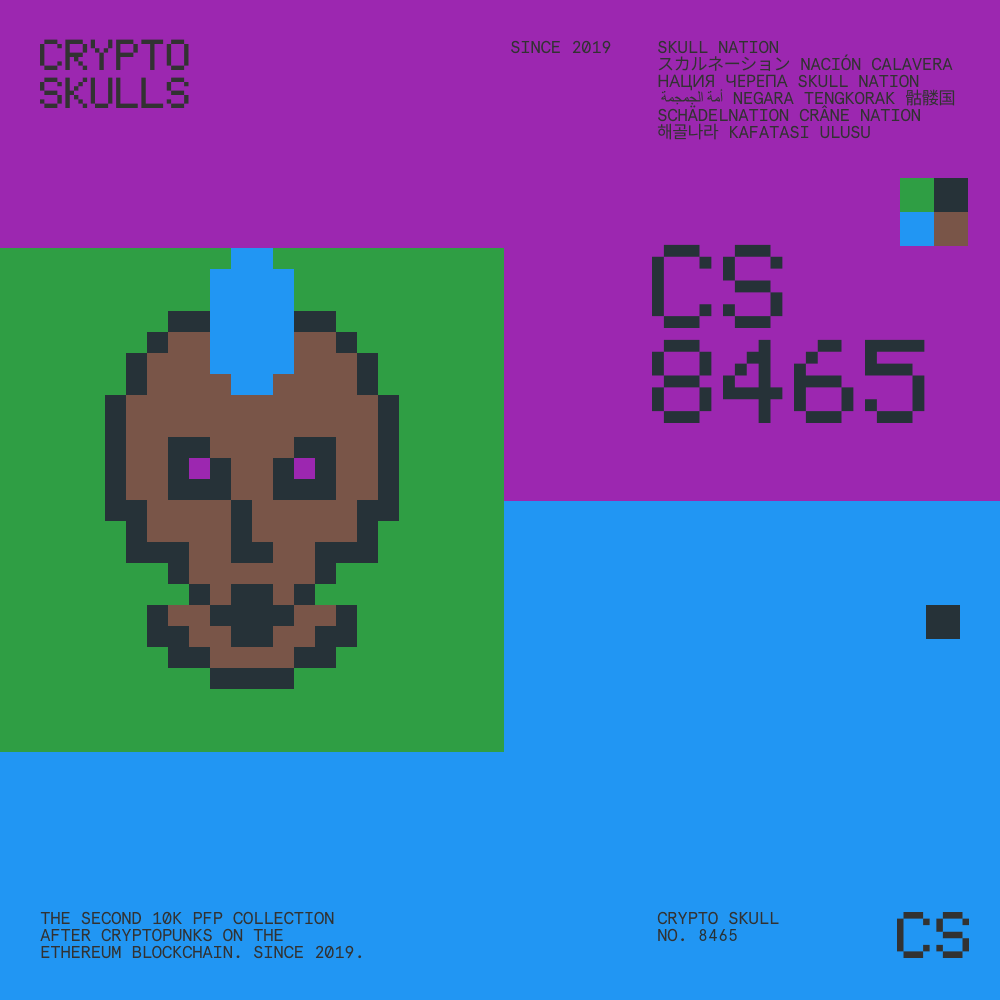 CRYPTO
SKULLS
SINCE 2019
SKULL NATION
スカルネーション NACIÓN CALAVERA
НАЦИЯ ЧЕРЕПА SKULL NATION
أمة الجمجمة NEGARA TENGKORAK 骷髅国
SCHÄDELNATION CRÂNE NATION
해골나라 KAFATASI ULUSU
CS
8465
THE SECOND 10K PFP COLLECTION
AFTER CRYPTOPUNKS ON THE
ETHEREUM BLOCKCHAIN. SINCE 2019.
CRYPTO SKULL
NO. 8465
CS